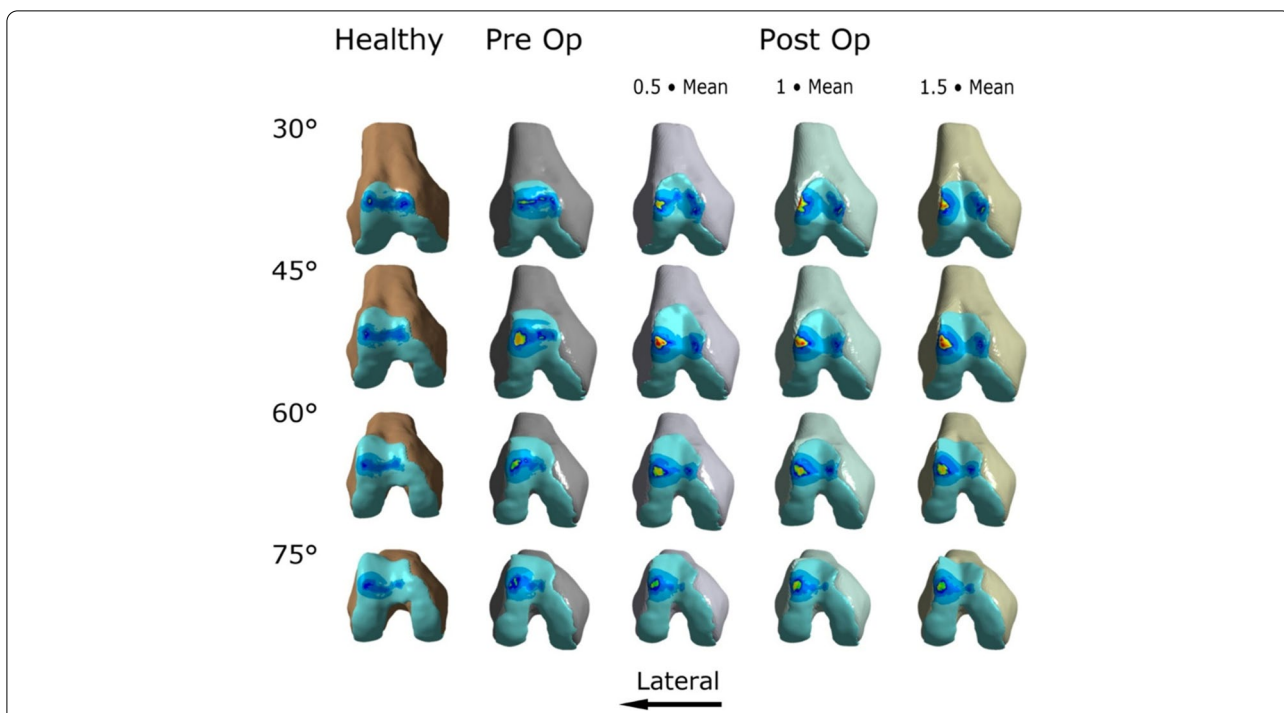 Healthy Pre Op Post Op
0.5 • Mean 1 • Mean 1.5 • Mean
30°
45°
60°
75°
Lateral